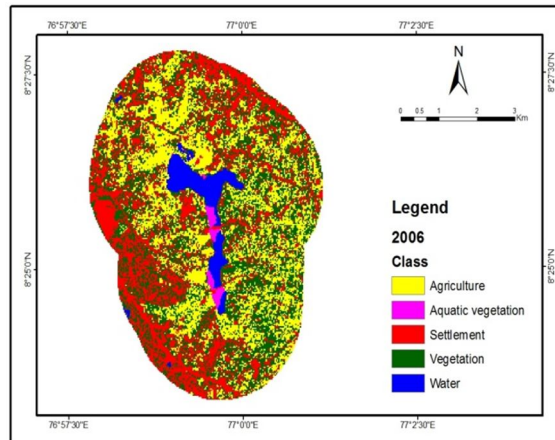 76°57'30"E 77°0'0"E 77°2'30"E
8°27'30"N 8°27'30"N
N
0 0.5 1 2 3
Km
Legend
2006
Class
Agriculture
Aquatic vegetation
Settlement
Vegetation
Water
8°25'0"N 8°25'0"N
76°57'30"E 77°0'0"E 77°2'30"E